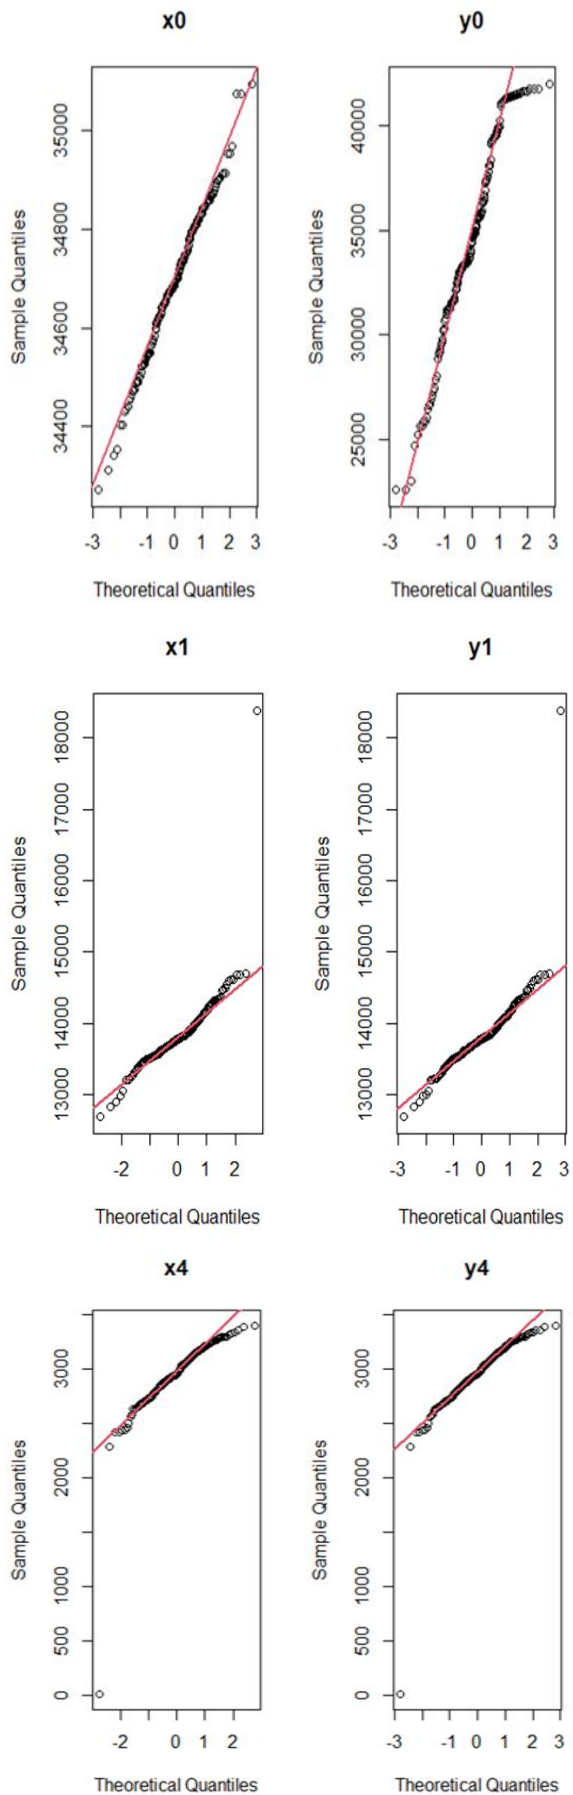 x0
y0
Sample Quantiles
34400 34600 34800 35000
-3 -1 0 1 2 3
Theoretical Quantiles
Sample Quantiles
25000 30000 35000 40000
-3 -1 0 1 2 3
Theoretical Quantiles
x1
y1
Sample Quantiles
13000 14000 15000 16000 17000 18000
-2 0 1 2
Theoretical Quantiles
Sample Quantiles
13000 14000 15000 16000 17000 18000
-3 -1 0 1 2 3
Theoretical Quantiles
x4
y4
Sample Quantiles
0 500 1000 2000 3000
-2 0 1 2
Theoretical Quantiles
Sample Quantiles
0 500 1000 2000 3000
-3 -1 0 1 2 3
Theoretical Quantiles